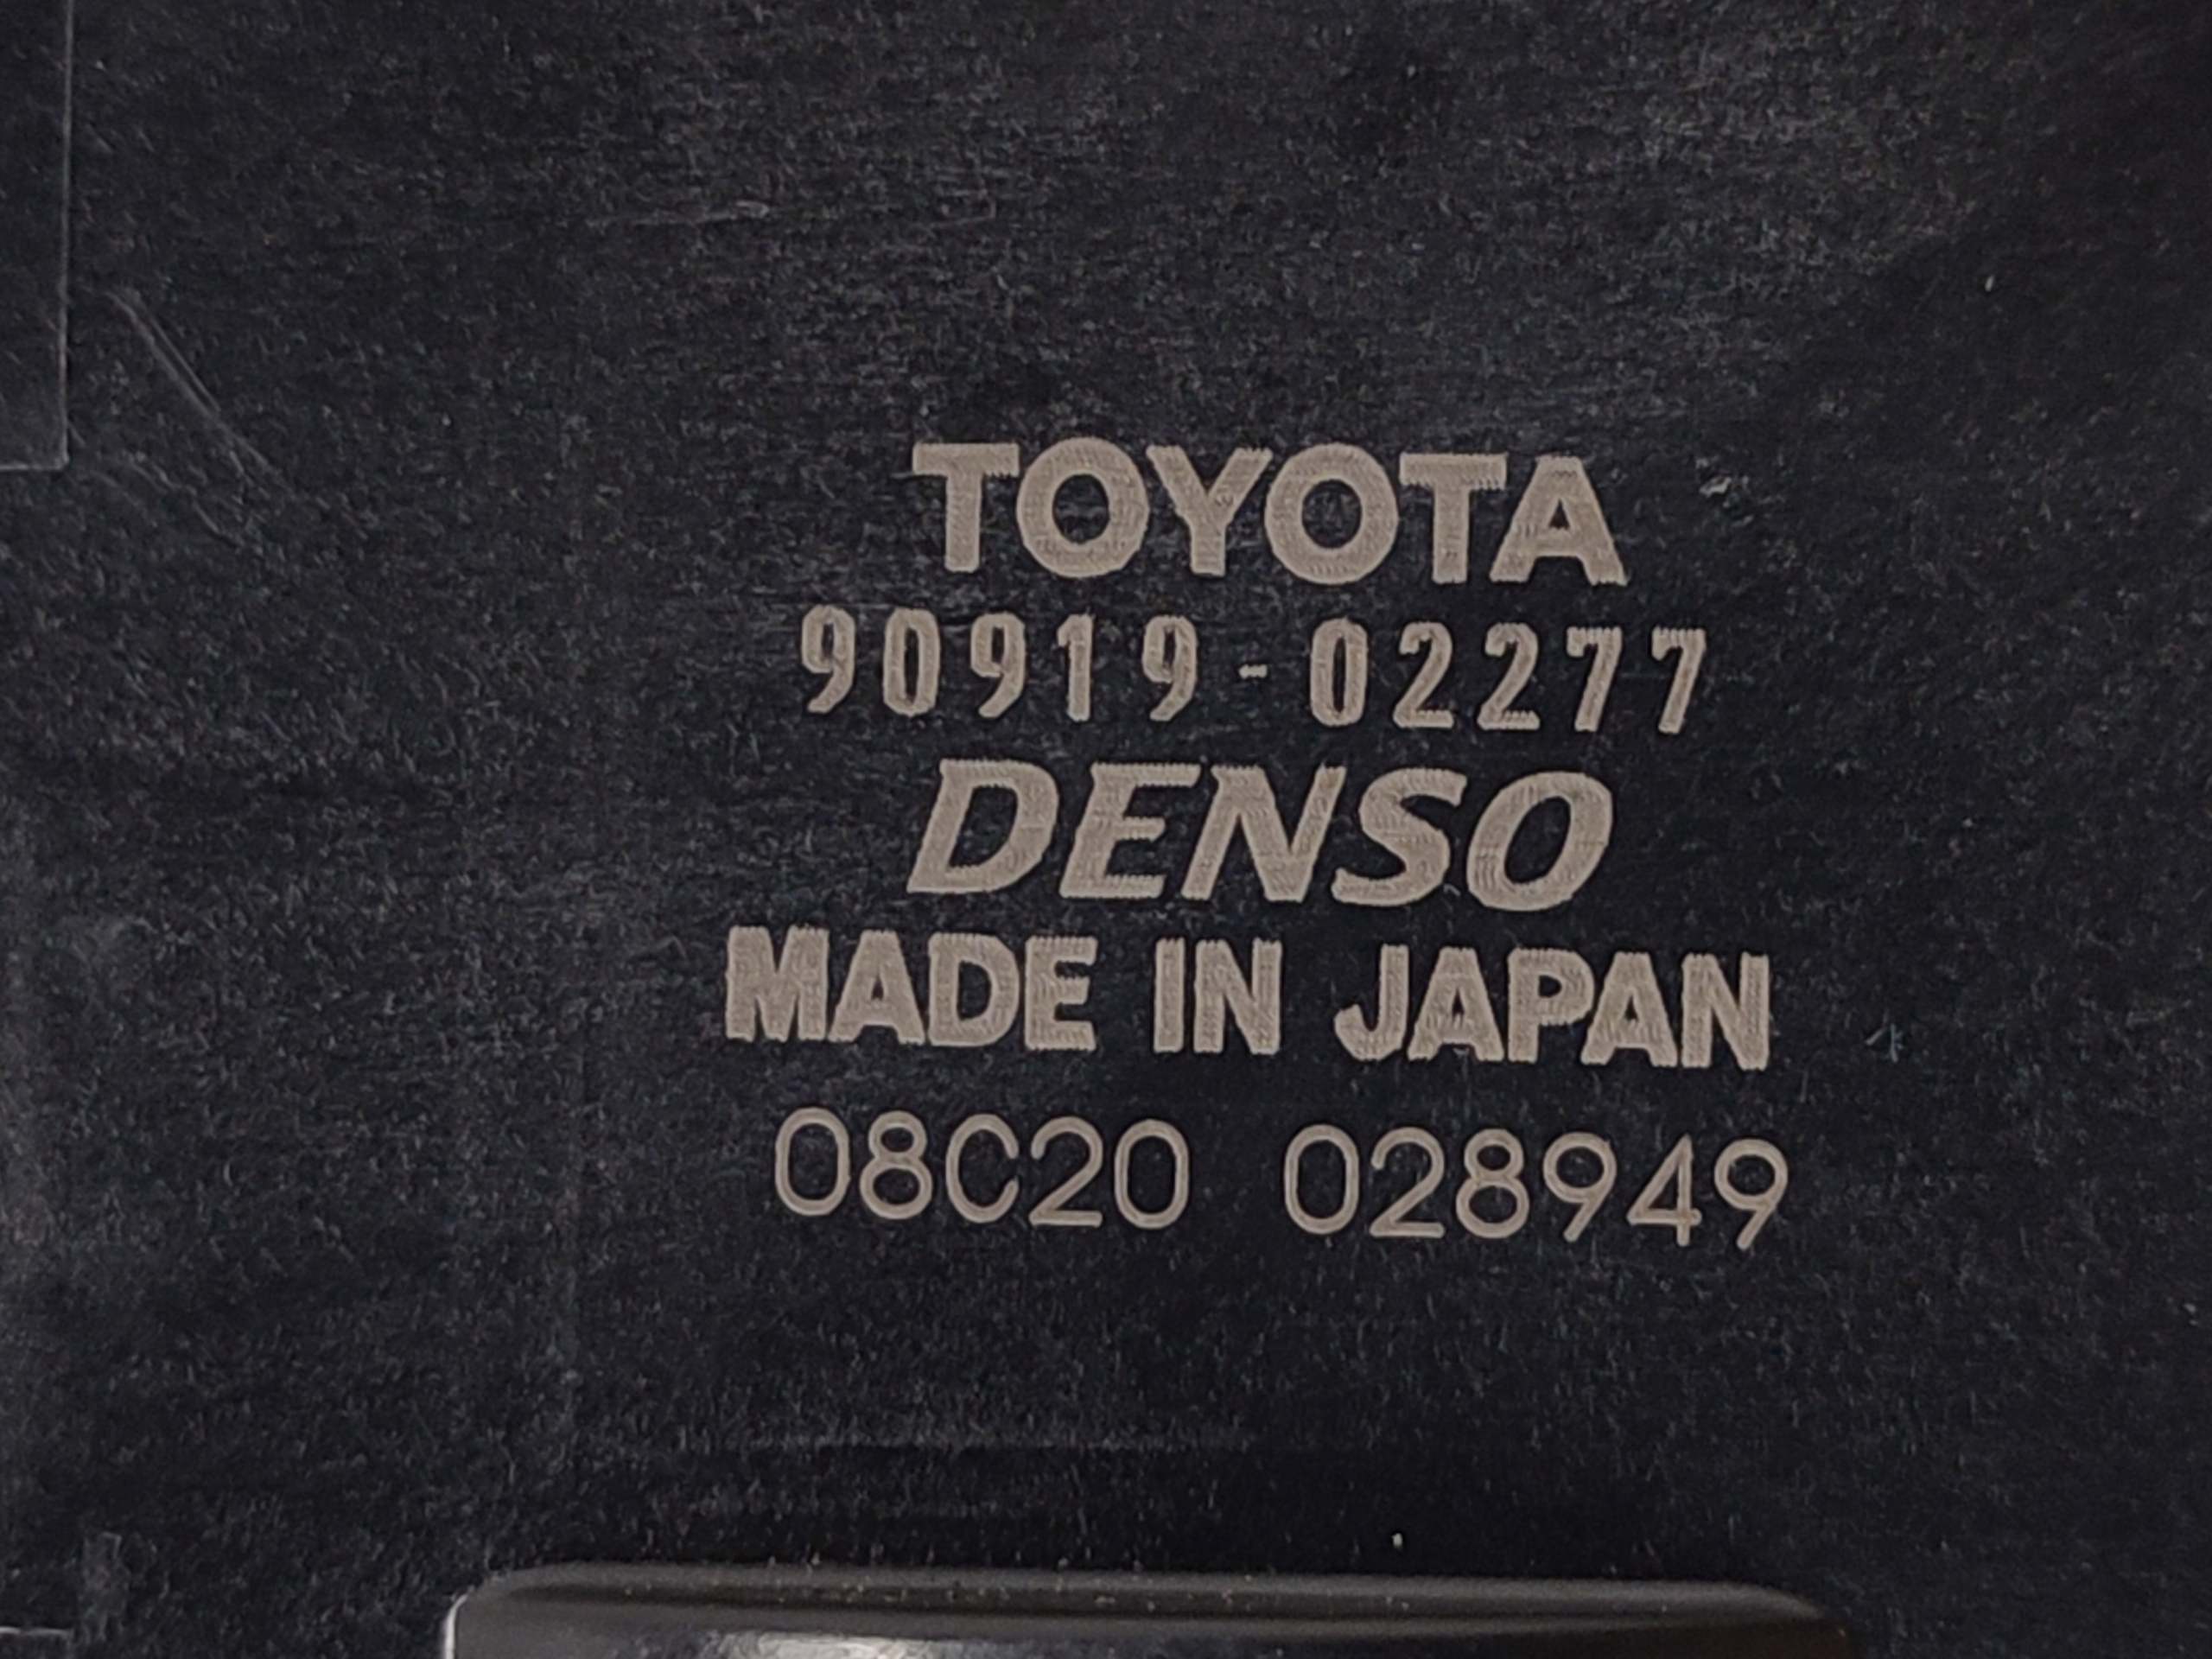 TOYOTA
90919-02277
DENSO
MADE IN JAPAN
08C20 028949